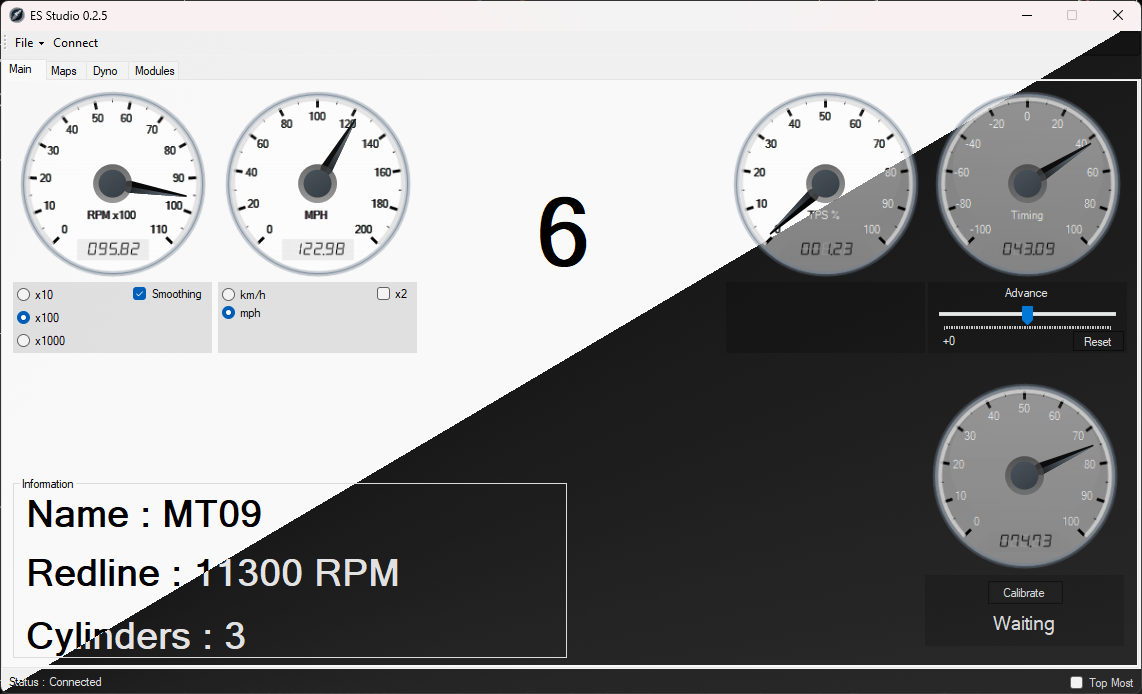 ES Studio 0.2.5
File Connect
Main Maps Dyno Modules
0 10 20 30 40 50 60 70 80 90 100 110
RPM x100
095.82
0 20 40 60 80 100 120 140 160 180 200
MPH
122.98
6
0 10 20 30 40 50 60 70 80 90 100
TPS %
001.23
-100 -80 -60 -40 -20 0 20 40 60 80 100
Timing
043.09
x10 Smoothing
x100
x1000
km/h x2
mph
Advance
+0 Reset
0 10 20 30 40 50 60 70 80 90 100
074.73
Calibrate
Waiting
Information
Name : MT09
Redline : 11300 RPM
Cylinders : 3
Status : Connected Top Most